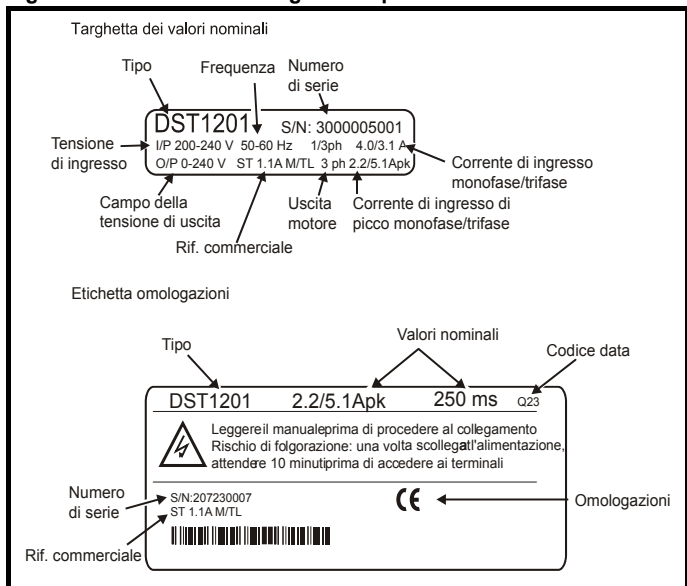 Targhetta dei valori nominali
Tipo
Frequenza
Numero
di serie
DST1201 S/N: 3000005001
I/P 200-240 V 50-60 Hz 1/3ph 4.0/3.1 A
O/P 0-240 V ST 1.1A M/TL 3 ph 2.2/5.1Apk
Tensione
di ingresso
Corrente di ingresso
monofase/trifase
Campo della
tensione di uscita
Rif. commerciale
Uscita
motore
Corrente di ingresso di
picco monofase/trifase
Etichetta omologazioni
Tipo
Valori nominali
Codice data
DST1201 2.2/5.1Apk 250 ms Q23
Leggereil manualeprima di procedere al collegamento
Rischio di folgorazione: una volta scollegatl'alimentazione,
attendere 10 minutiprima di accedere ai terminali
Numero
di serie
S/N:207230007
ST 1.1A M/TL
CE
Omologazioni
Rif. commerciale